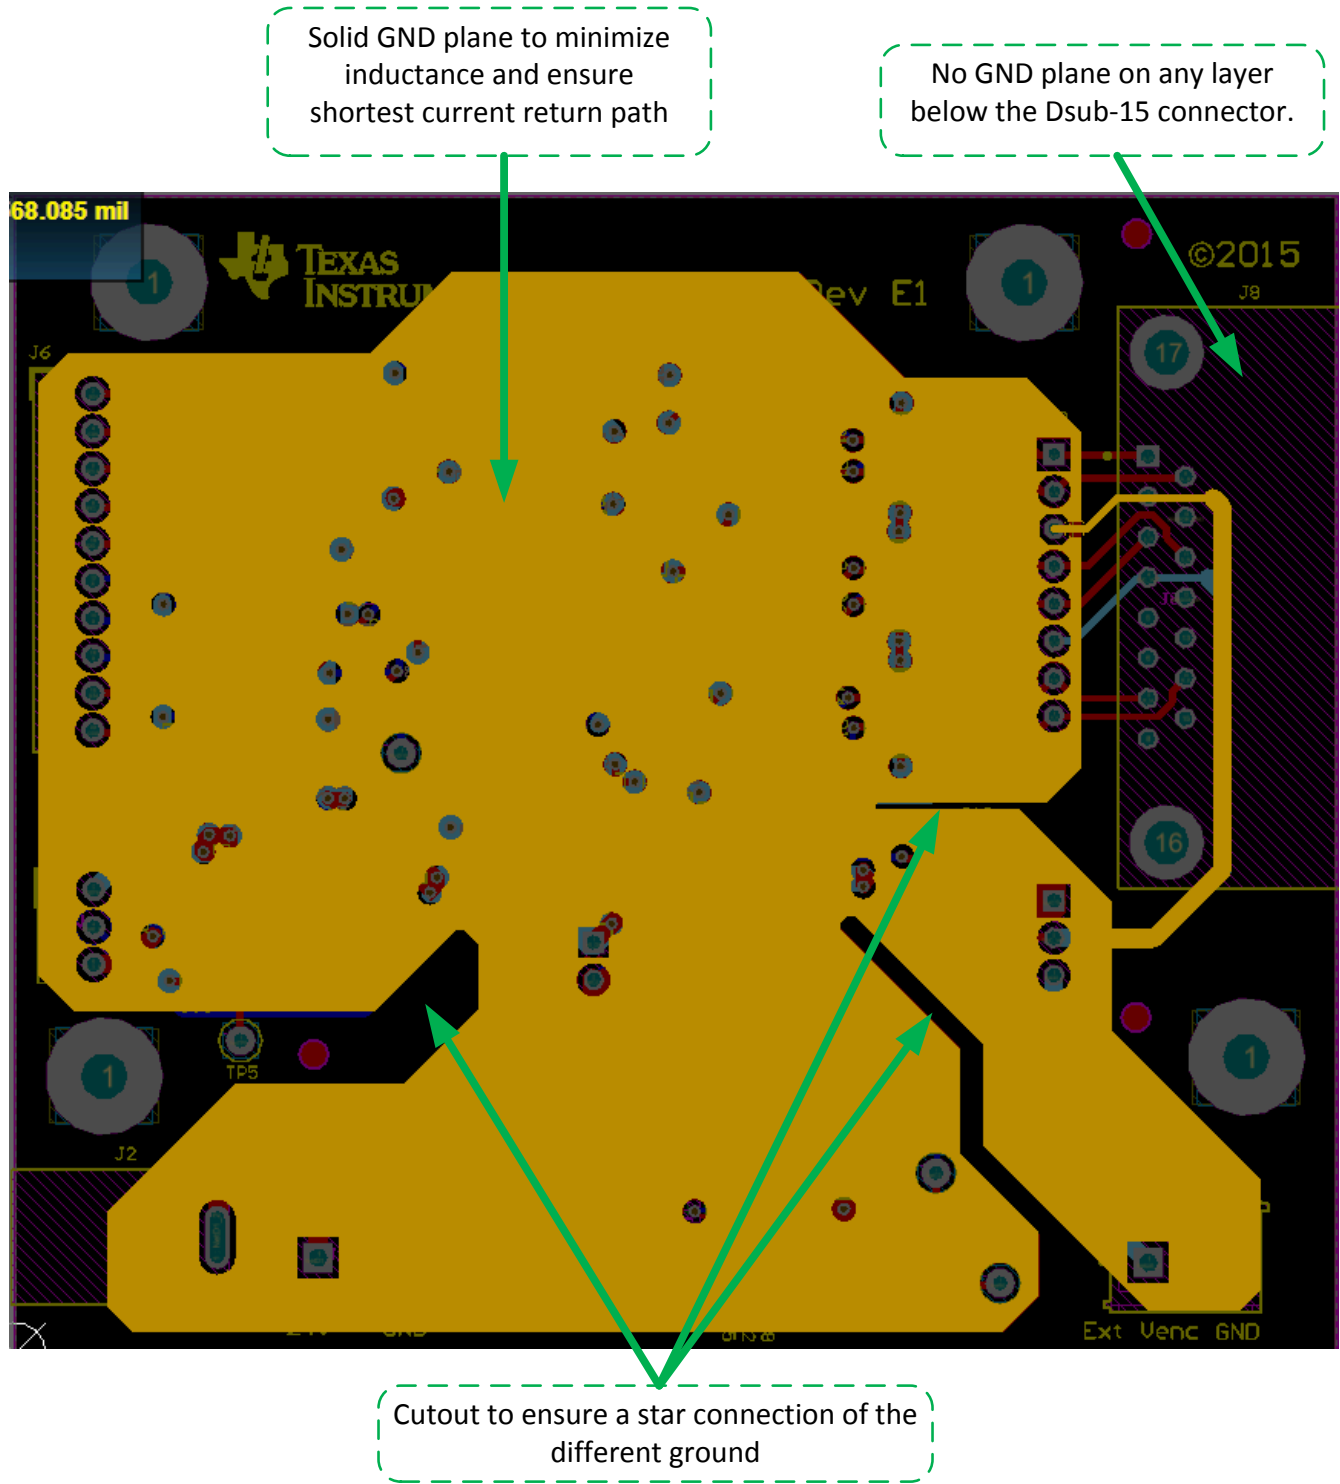 Solid GND plane to minimize
inductance and ensure
shortest current return path
No GND plane on any layer
below the Dsub-15 connector.
68.085 mil
TEXAS
INSTRUM
Rev E1
©2015
J8
J6
1
1
17
16
TP5
1
1
J2
GND
Ext Venc GND
Cutout to ensure a star connection of the
different ground